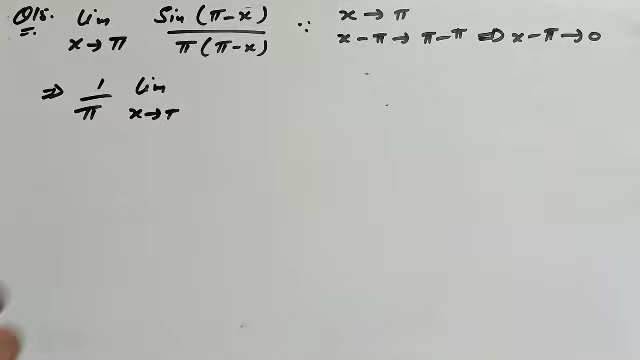 Q15. lim x→π Sin (π-x) / π (π-x) ∵ x → π
x - π → π - π ⇒ x - π → 0
⇒ 1/π lim x→π